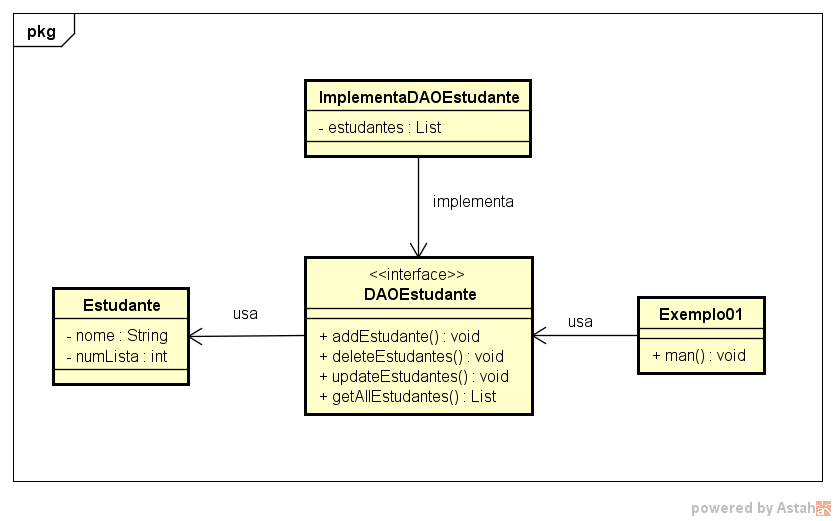 pkg
ImplementaDAOEstudante
- estudantes : List
implementa
<<interface>>
DAOEstudante
+ addEstudante() : void
+ deleteEstudantes() : void
+ updateEstudantes() : void
+ getAllEstudantes() : List
usa
Estudante
- nome : String
- numLista : int
usa
Exemplo01
+ man() : void
powered by Astah